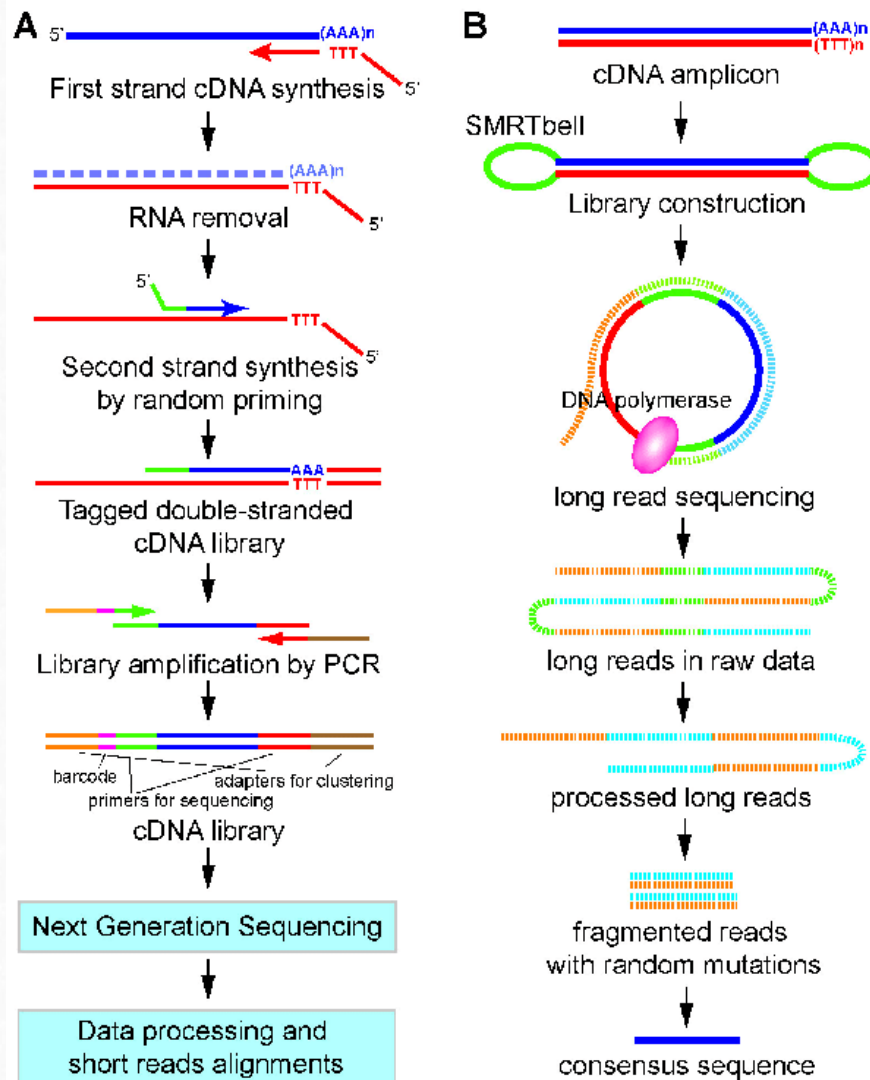 A
5'
(AAA)n
TTT
5'
First strand cDNA synthesis
(AAA)n
TTT
5'
RNA removal
5'
TTT
5'
Second strand synthesis
by random priming
AAA
TTT
Tagged double-stranded
cDNA library
Library amplification by PCR
barcode
adapters for clustering
primers for sequencing
cDNA library
Next Generation Sequencing
Data processing and
short reads alignments
B
(AAA)n
(TTT)n
cDNA amplicon
SMRTbell
Library construction
DNA polymerase
long read sequencing
long reads in raw data
processed long reads
fragmented reads
with random mutations
consensus sequence